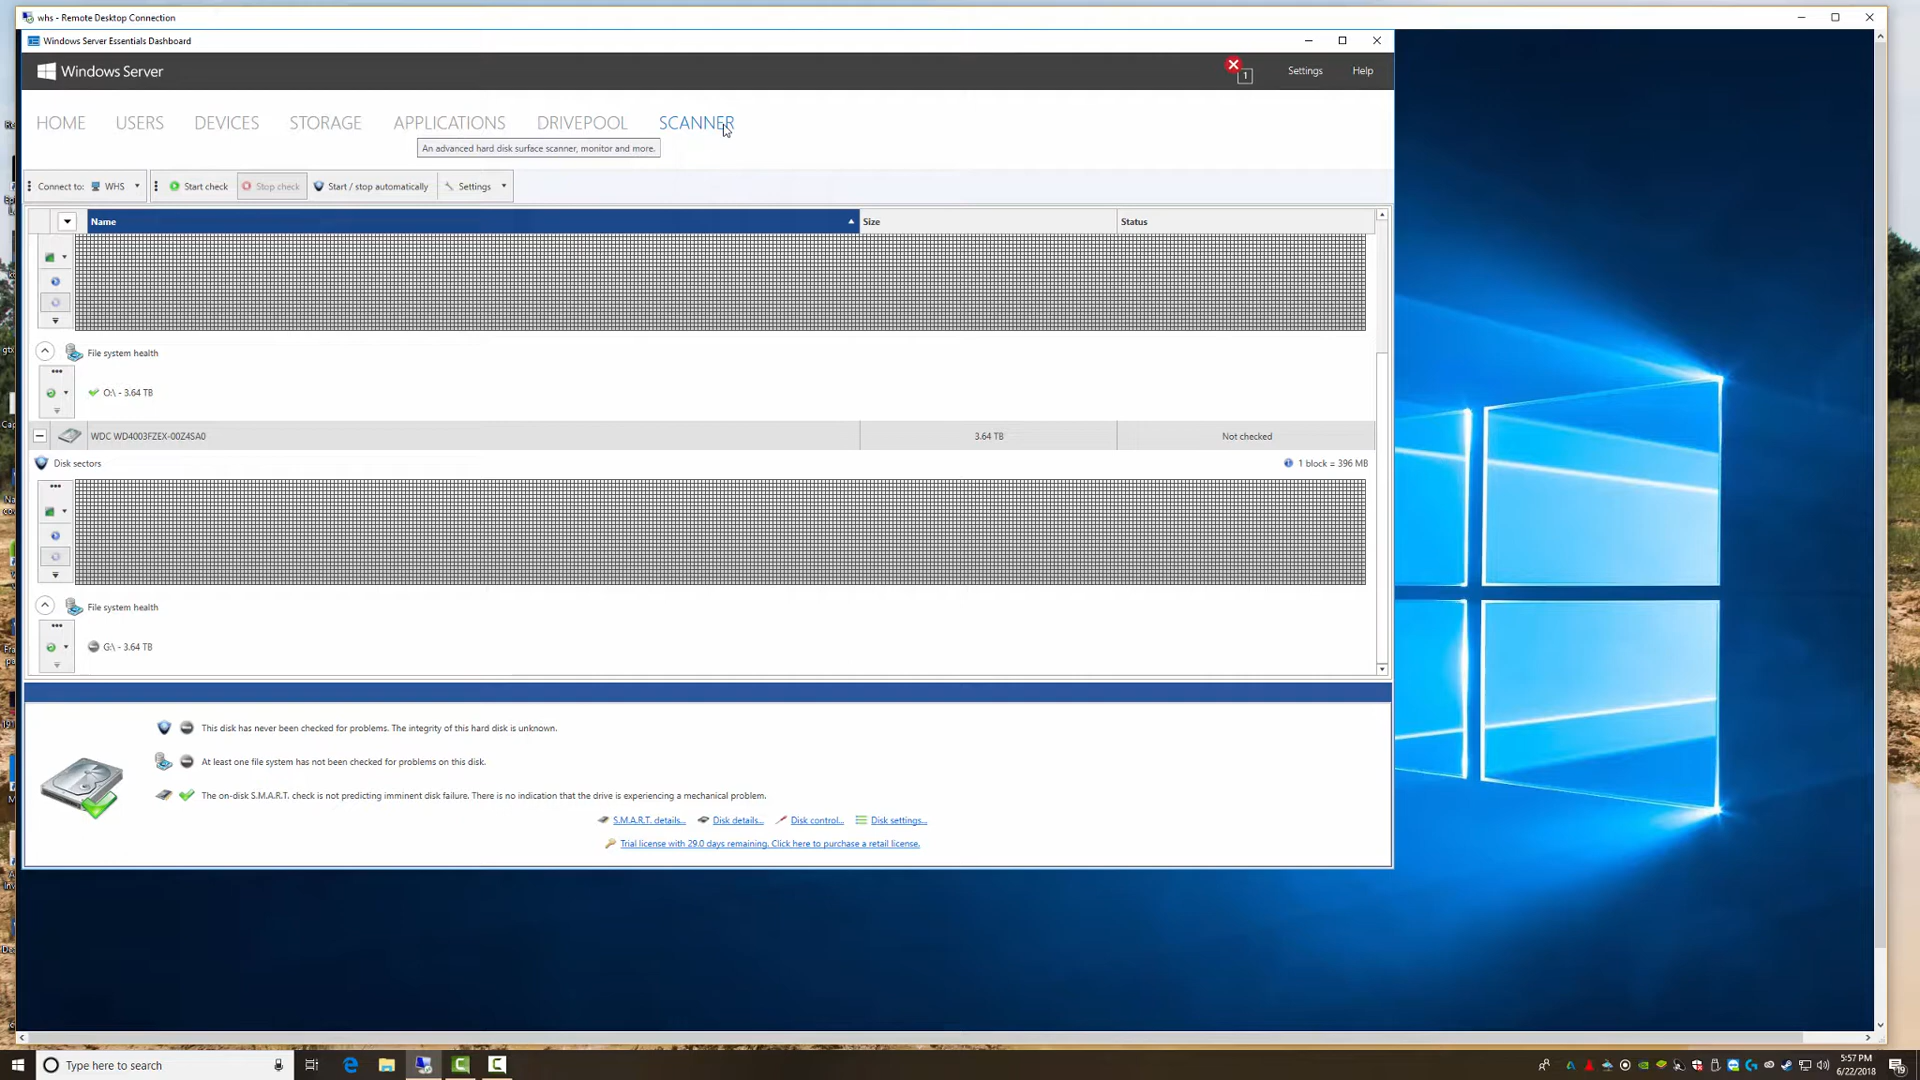 whs - Remote Desktop Connection
Windows Server Essentials Dashboard
Windows Server
1
Settings
Help
HOME
USERS
DEVICES
STORAGE
APPLICATIONS
DRIVEPOOL
SCANNER
An advanced hard disk surface scanner, monitor and more.
Connect to:
WHS
Start check
Stop check
Start / stop automatically
Settings
Name
Size
Status
File system health
O:\ - 3.64 TB
WDC WD4003FZEX-00Z4SA0
3.64 TB
Not checked
Disk sectors
1 block = 396 MB
File system health
G:\ - 3.64 TB
This disk has never been checked for problems. The integrity of this hard disk is unknown.
At least one file system has not been checked for problems on this disk.
The on-disk S.M.A.R.T. check is not predicting imminent disk failure. There is no indication that the drive is experiencing a mechanical problem.
S.M.A.R.T. details...
Disk details...
Disk control...
Disk settings...
Trial license with 29.0 days remaining. Click here to purchase a retail license.
Type here to search
5:57 PM
6/22/2018
19